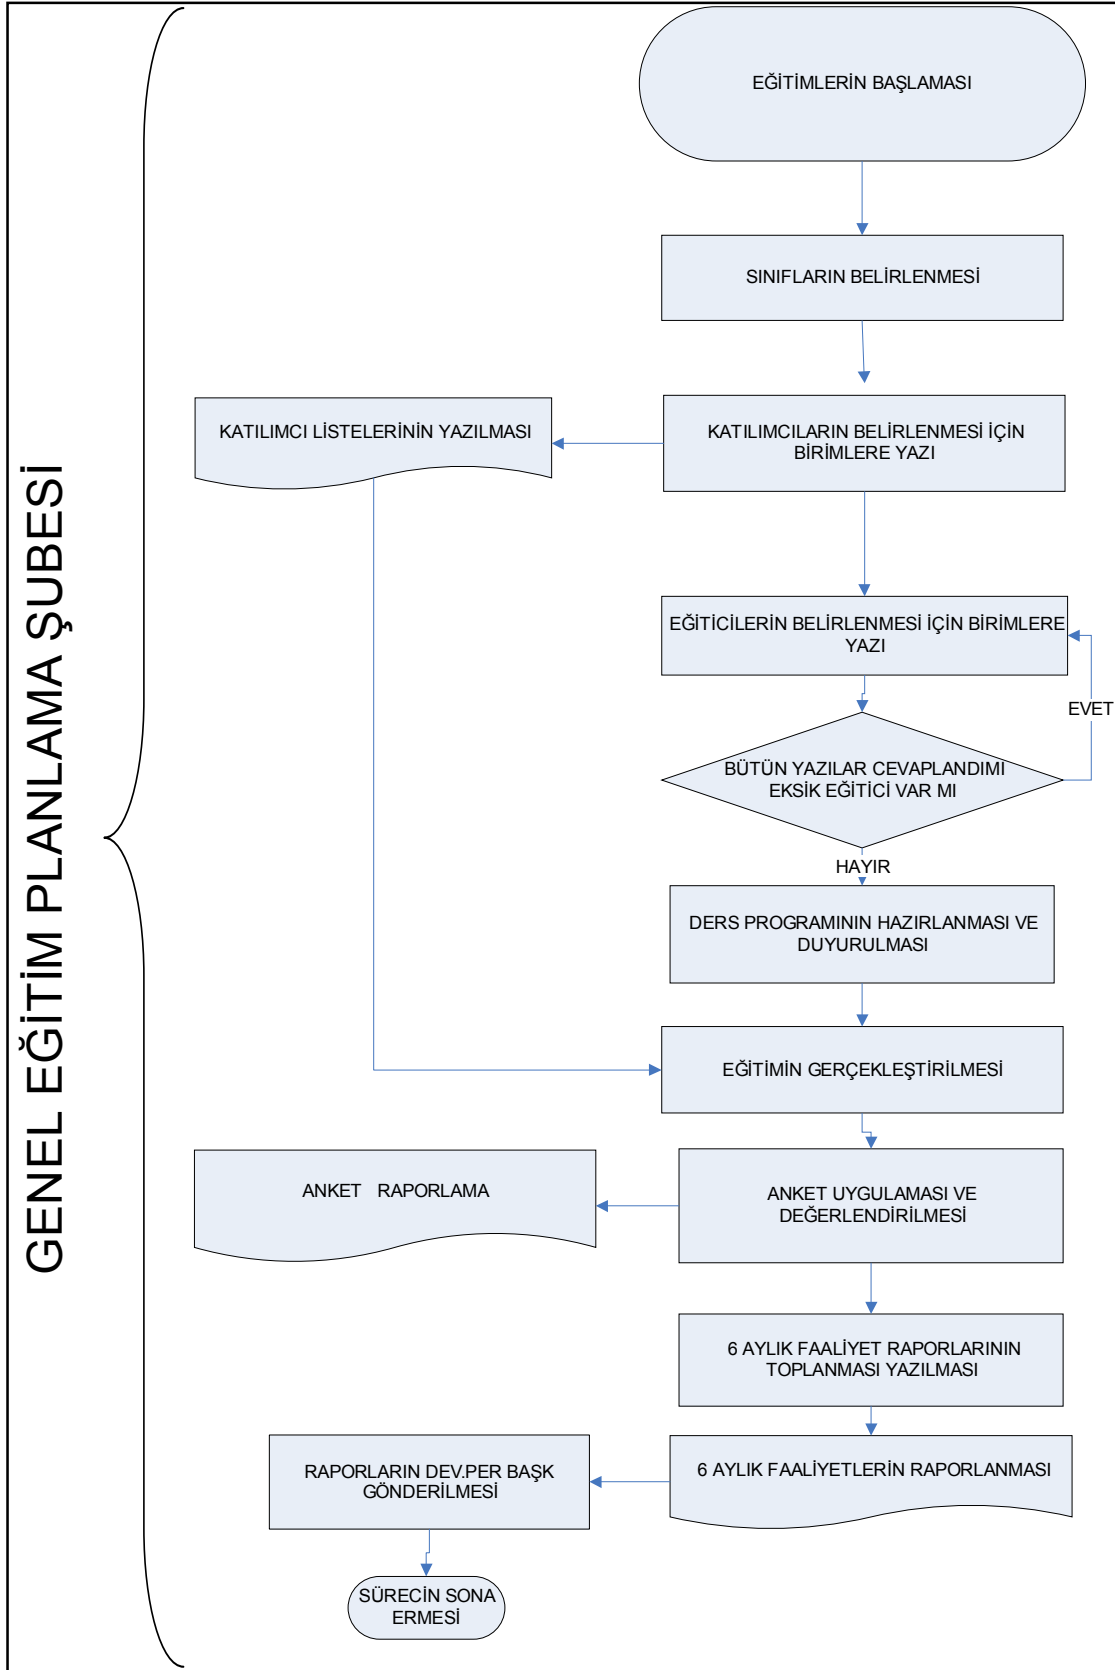 GENEL EĞİTİM PLANLAMA ŞUBESİ
EĞİTİMLERİN BAŞLAMASI
SINIFLARIN BELİRLENMESİ
KATILIMCI LİSTELERİNİN YAZILMASI
KATILIMCILARIN BELİRLENMESİ İÇİN
BİRİMLERE YAZI
EĞİTİCİLERİN BELİRLENMESİ İÇİN BİRİMLERE
YAZI
EVET
BÜTÜN YAZILAR CEVAPLANDIMI
EKSİK EĞİTİCİ VAR MI
HAYIR
DERS PROGRAMININ HAZIRLANMASI VE
DUYURULMASI
EĞİTİMİN GERÇEKLEŞTİRİLMESİ
ANKET RAPORLAMA
ANKET UYGULAMASI VE
DEĞERLENDİRİLMESİ
6 AYLIK FAALİYET RAPORLARININ
TOPLANMASI YAZILMASI
6 AYLIK FAALİYETLERİN RAPORLANMASI
RAPORLARIN DEV.PER BAŞK
GÖNDERİLMESİ
SÜRECİN SONA
ERMESİ